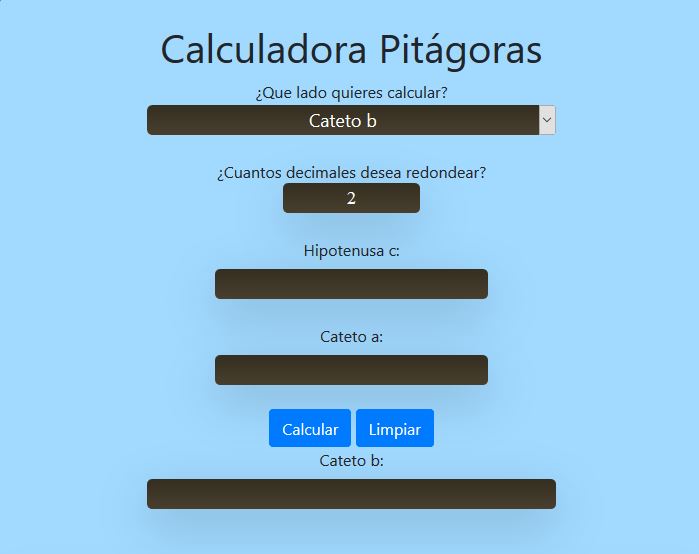 Calculadora Pitágoras
¿Que lado quieres calcular?
Cateto b
¿Cuantos decimales desea redondear?
2
Hipotenusa c:
Cateto a:
Calcular Limpiar
Cateto b: